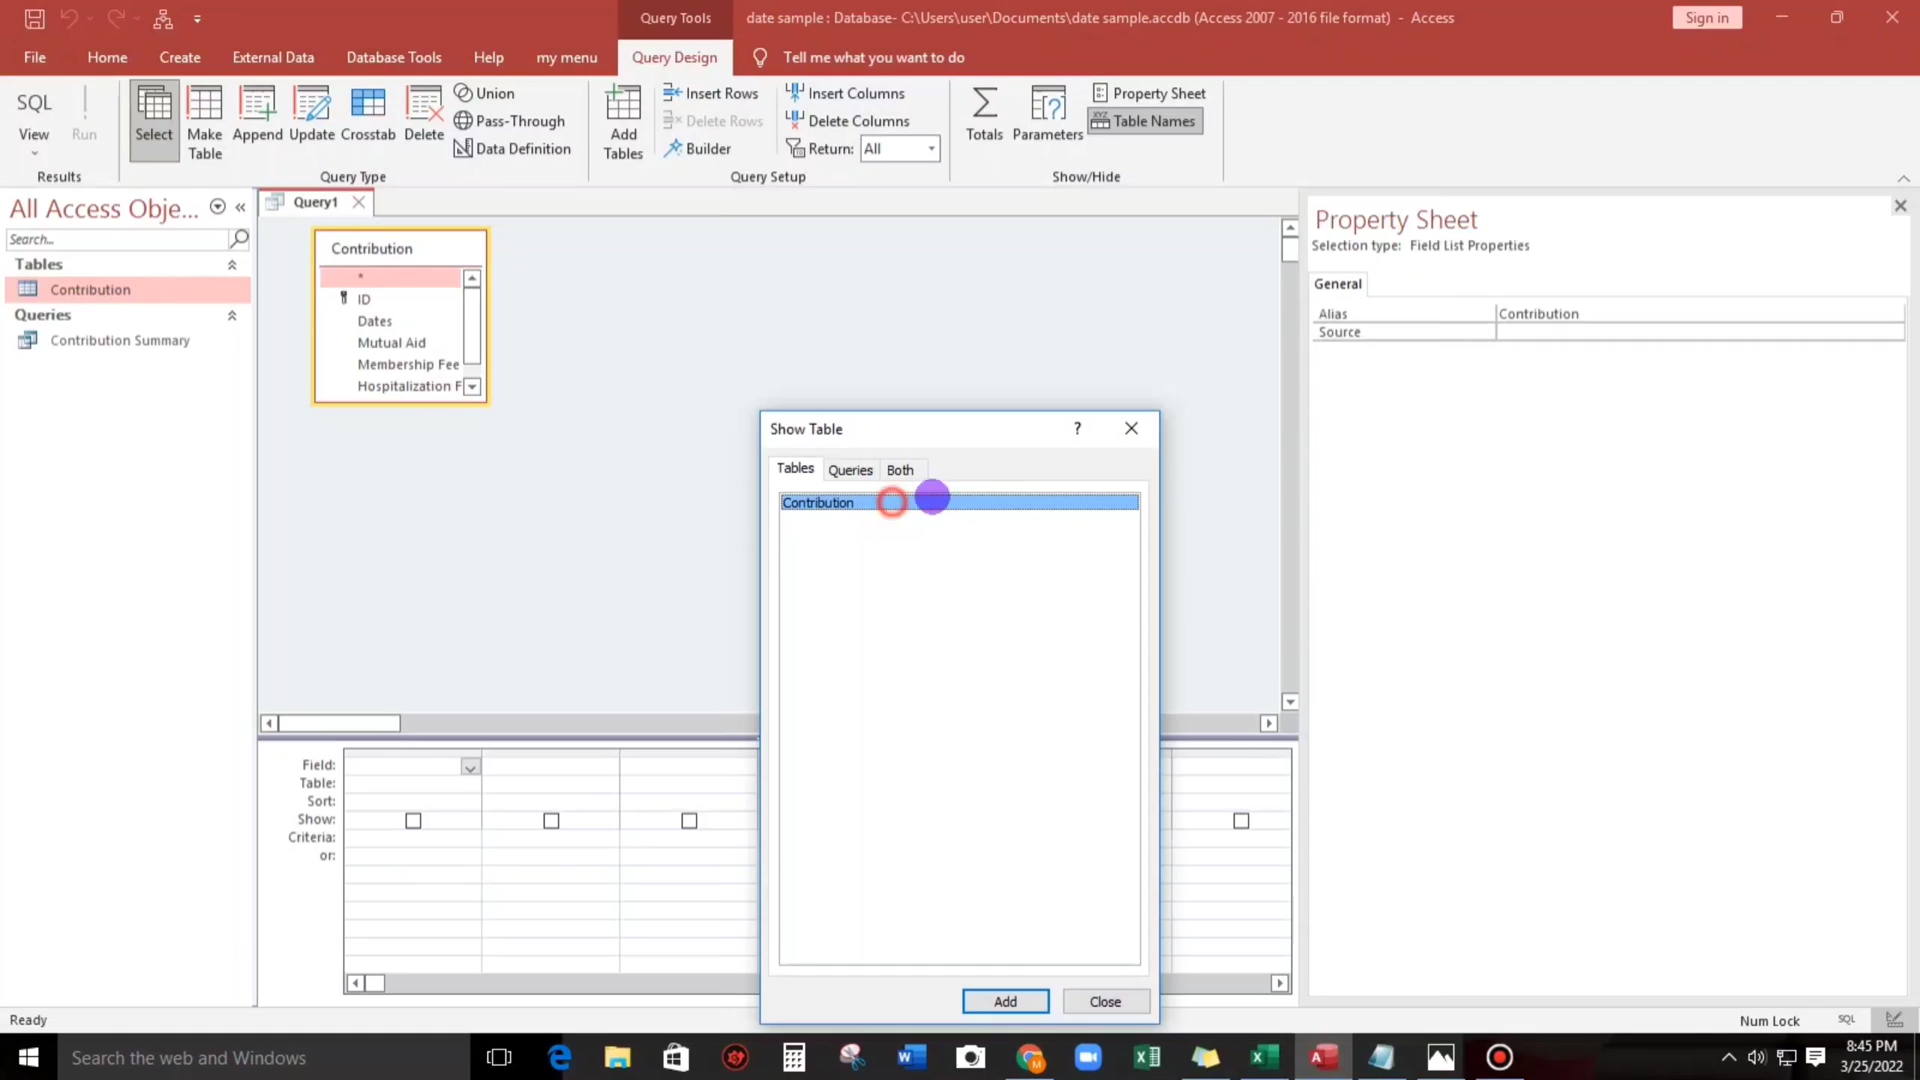 Query Tools
date sample : Database- C:\Users\user\Documents\date sample.accdb (Access 2007 - 2016 file format) - Access
Sign in
File
Home
Create
External Data
Database Tools
Help
my menu
Query Design
Tell me what you want to do
SQL
View
Run
Select
Make
Table
Append
Update
Crosstab
Delete
Union
Pass-Through
Data Definition
Add
Tables
Insert Rows
Delete Rows
Builder
Insert Columns
Delete Columns
Return: All
Totals
Parameters
Property Sheet
XYZ
Table Names
Results
Query Type
Query Setup
Show/Hide
All Access Obje...
Search...
Tables
Contribution
Queries
Contribution Summary
Query1
Contribution
*
ID
Dates
Mutual Aid
Membership Fee
Hospitalization F
Show Table
?
Tables
Queries
Both
Contribution
Add
Close
Field:
Table:
Sort:
Show:
Criteria:
or:
Property Sheet
Selection type: Field List Properties
General
Alias
Contribution
Source
Ready
Num Lock
SQL
Search the web and Windows
8:45 PM
3/25/2022